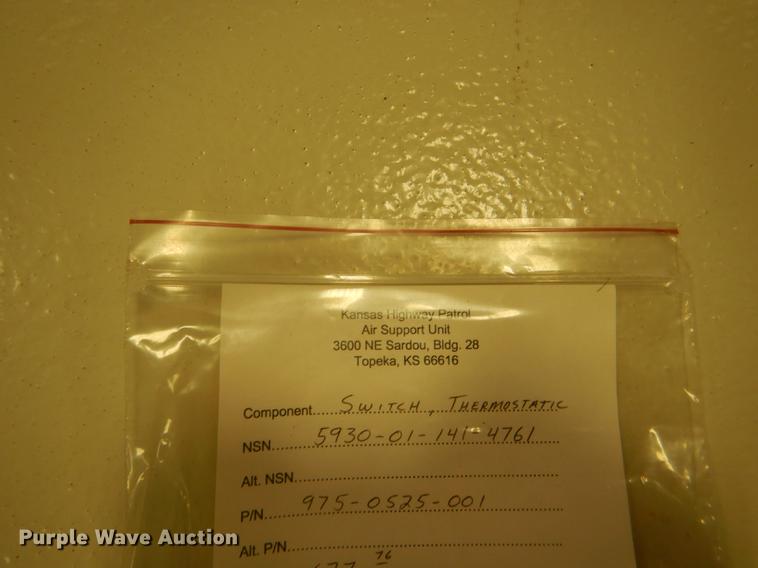 Kansas Highway Patrol
Air Support Unit
3600 NE Sardou, Bldg. 28
Topeka, KS 66616
Component.....Switch, Thermostatic
NSN.....5930-01-141-4761
Alt. NSN.....
P/N.....975-0525-001
Alt. P/N.....
Purple Wave Auction